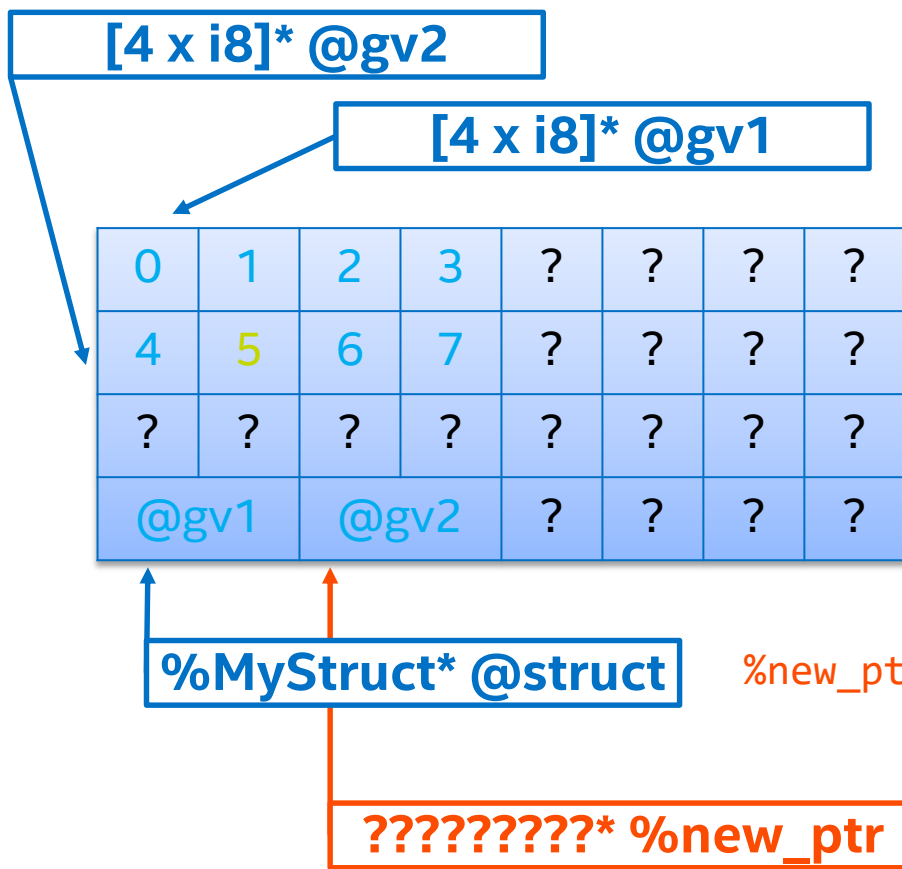 [4 x i8]* @gv2
[4 x i8]* @gv1
0 1 2 3 ? ? ? ?
4 5 6 7 ? ? ? ?
? ? ? ? ? ? ? ?
@gv1 @gv2 ? ? ? ?
%MyStruct* @struct
%new_pt
?????????* %new_ptr